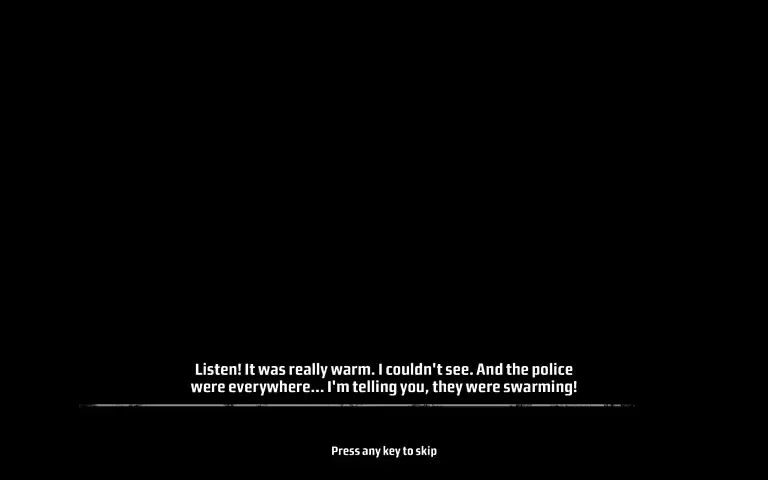 Listen! It was really warm. I couldn't see. And the police
were everywhere... I'm telling you, they were swarming!
Press any key to skip